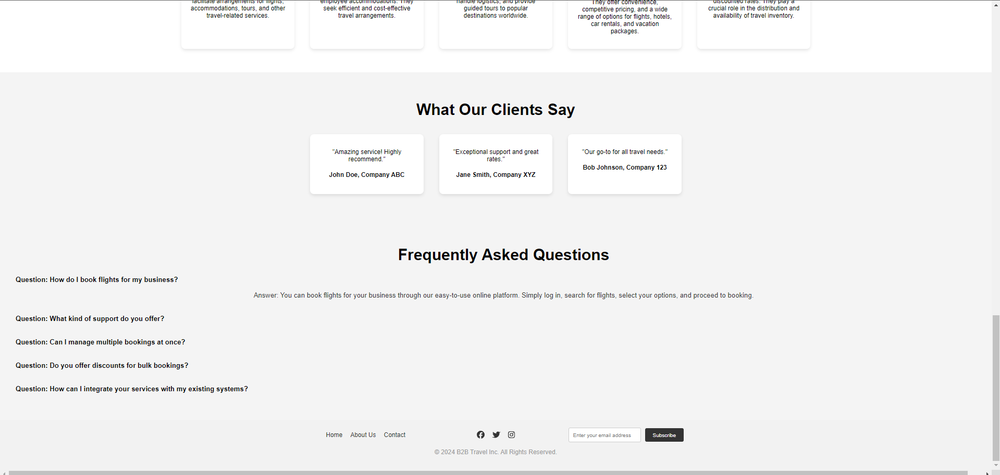 facilitate arrangements for flights,
accommodations, tours, and other
travel-related services.
employee accommodations. They
seek efficient and cost-effective
travel arrangements.
handle logistics, and provide
guided tours to popular
destinations worldwide.
They offer convenience,
competitive pricing, and a wide
range of options for flights, hotels,
car rentals, and vacation
packages.
discounted rates. They play a
crucial role in the distribution and
availability of travel inventory.
What Our Clients Say
"Amazing service! Highly
recommend."
John Doe, Company ABC
"Exceptional support and great
rates."
Jane Smith, Company XYZ
"Our go-to for all travel needs."
Bob Johnson, Company 123
Frequently Asked Questions
Question: How do I book flights for my business?
Answer: You can book flights for your business through our easy-to-use online platform. Simply log in, search for flights, select your options, and proceed to booking.
Question: What kind of support do you offer?
Question: Can I manage multiple bookings at once?
Question: Do you offer discounts for bulk bookings?
Question: How can I integrate your services with my existing systems?
Home About Us Contact
Enter your email address Subscribe
© 2024 B2B Travel Inc. All Rights Reserved.